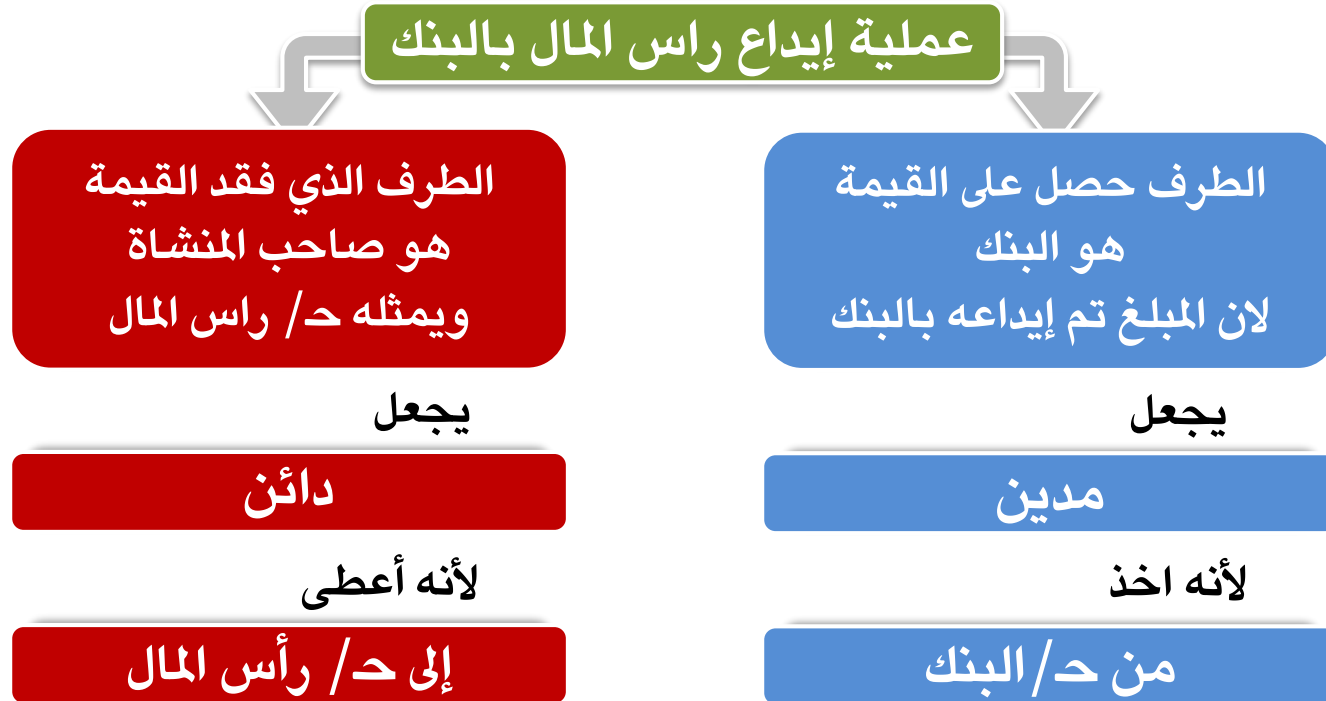 عملية إيداع راس المال بالبنك
الطرف حصل على القيمة
هو البنك
لان المبلغ تم إيداعه بالبنك
يجعل
مدين
لأنه اخذ
من حـ/البنك
الطرف الذي فقد القيمة
هو صاحب المنشاة
ويمثله حـ/ راس المال
يجعل
دائن
لأنه أعطى
إلى حـ/ رأس المال